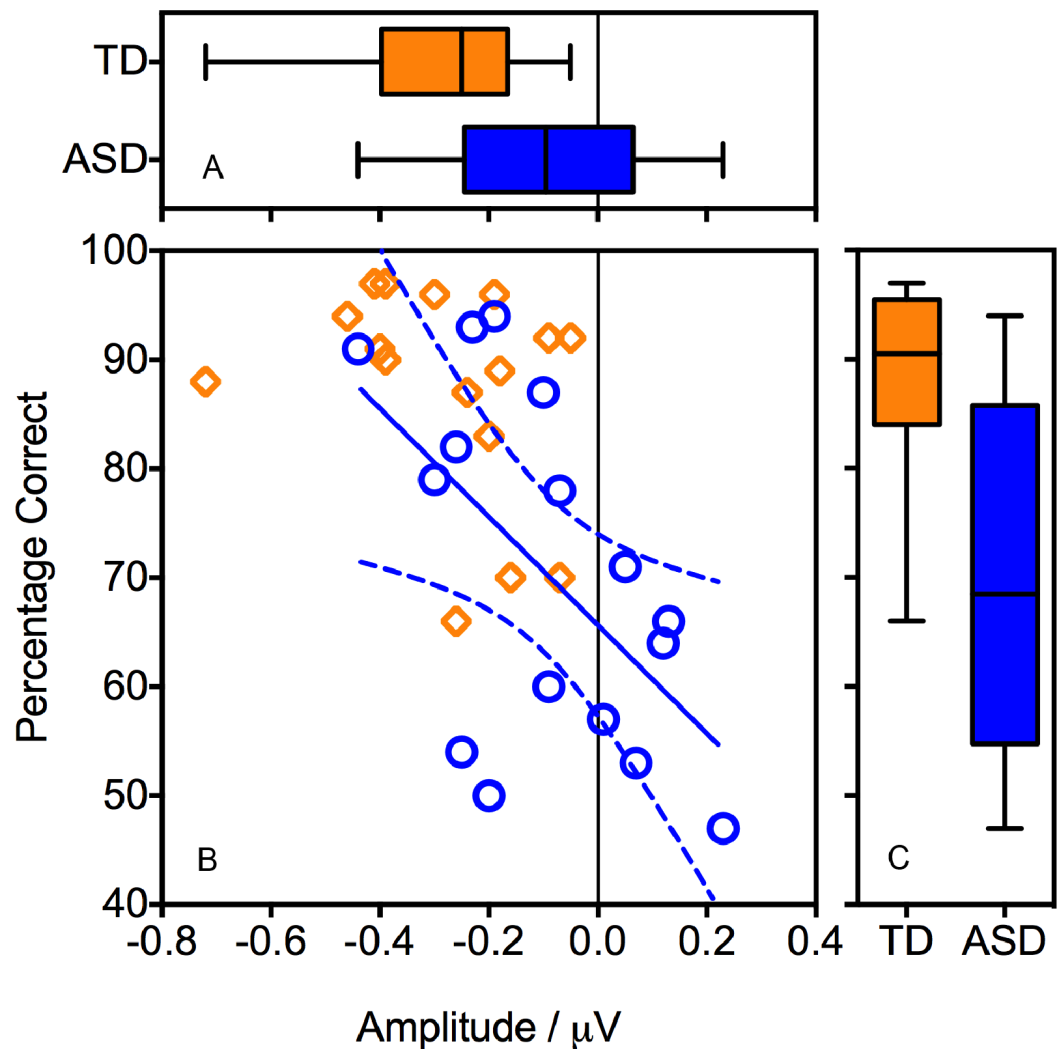 TD
ASD
A
100
90
80
70
60
50
40
Percentage Correct
B
C
-0.8 -0.6 -0.4 -0.2 0.0 0.2 0.4
TD ASD
Amplitude / μV